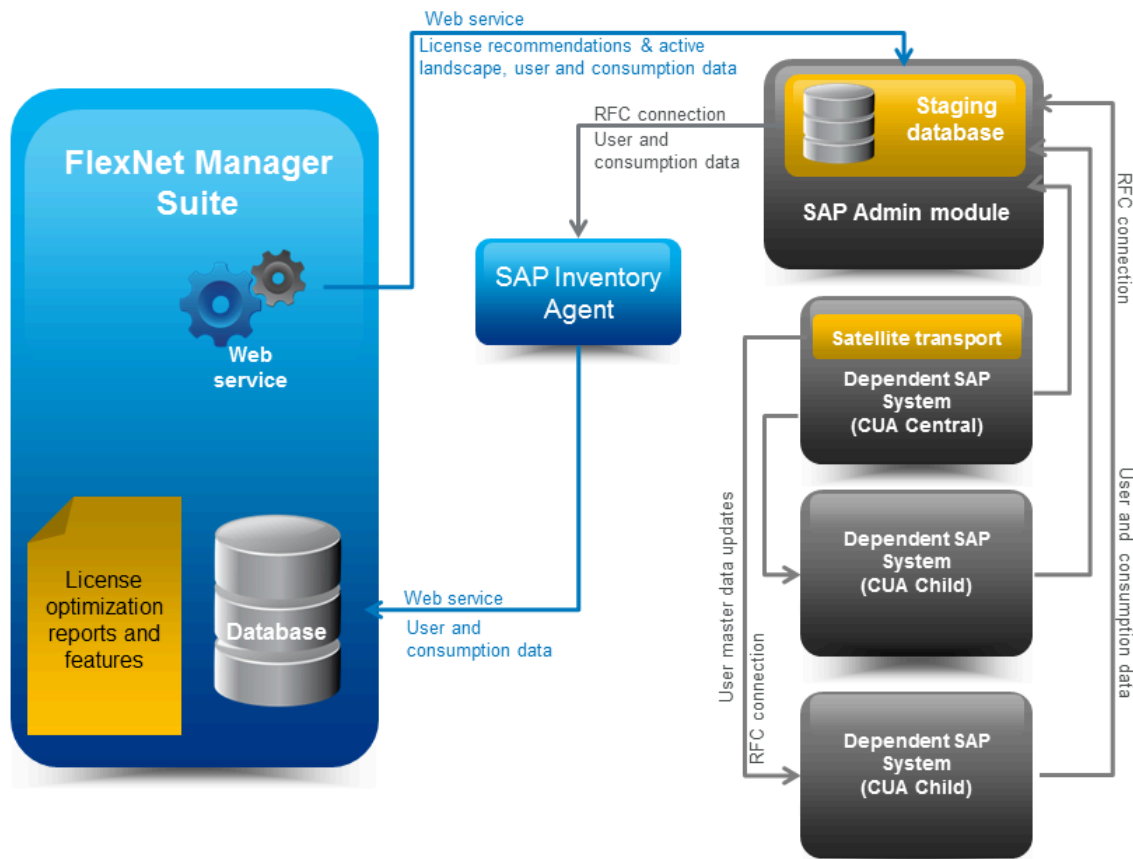 Web service
License recommendations & active
landscape, user and consumption data
FlexNet Manager
Suite
Web
service
License
optimization
reports and
features
Database
RFC connection
User and
consumption data
SAP Inventory
Agent
Web service
User and
consumption data
Staging
database
SAP Admin module
Satellite transport
Dependent SAP
System
(CUA Central)
Dependent SAP
System
(CUA Child)
Dependent SAP
System
(CUA Child)
User master data updates
RFC connection
RFC connection
User and consumption data